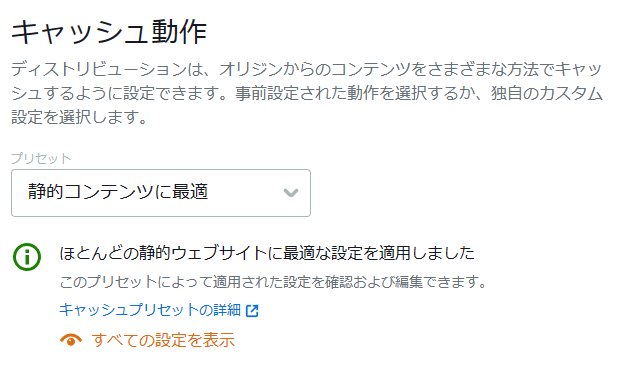 キャッシュ動作
ディストリビューションは、オリジンからのコンテンツをさまざまな方法でキャッ
シュするように設定できます。事前設定された動作を選択するか、独自のカスタム
設定を選択します。
プリセット
静的コンテンツに最適
ほとんどの静的ウェブサイトに最適な設定を適用しました
このプリセットによって適用された設定を確認および編集できます。
キャッシュプリセットの詳細
すべての設定を表示